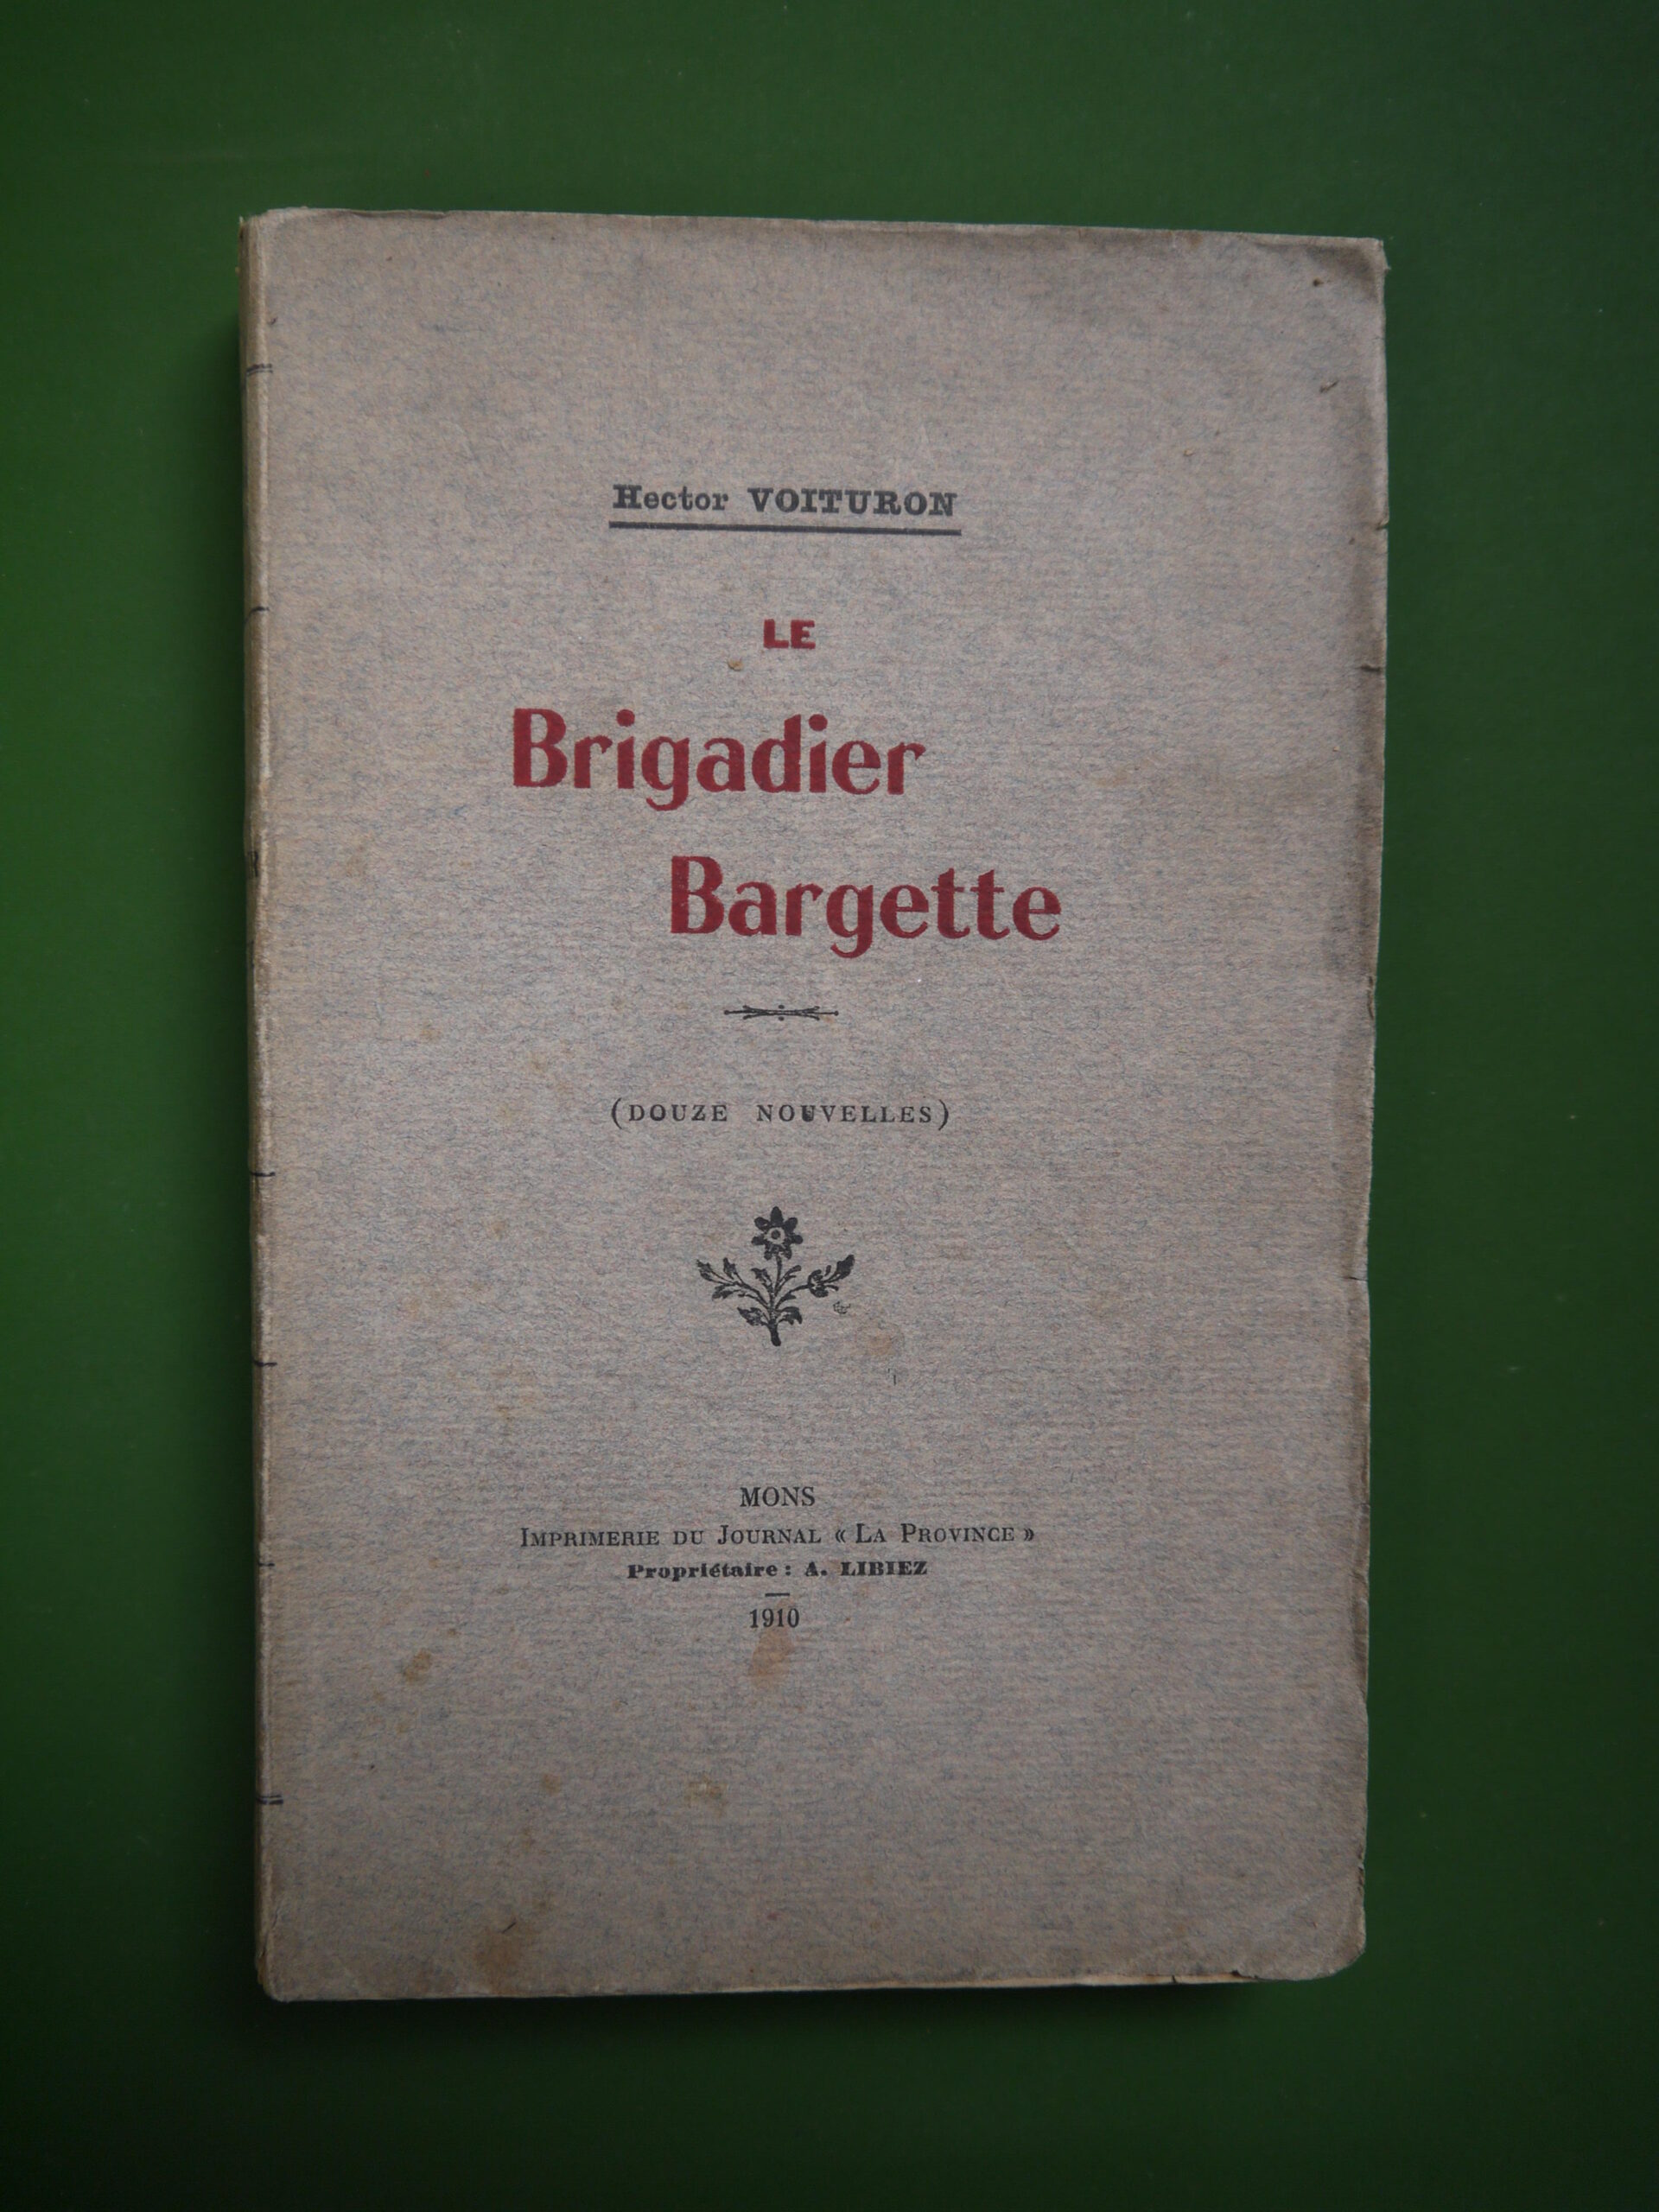 Hector VOITURON
LE
Brigadier
Bargette
(DOUZE NOUVELLES)
MONS
IMPRIMERIE DU JOURNAL « LA PROVINCE »
Propriétaire : A. LIBIEZ
1910